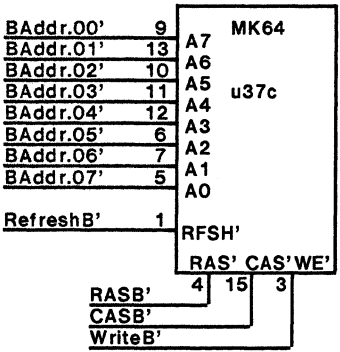 BAddr.00' 9 A7 MK64
BAddr.01' 13 A6
BAddr.02' 10 A5 u37c
BAddr.03' 11 A4
BAddr.04' 12 A3
BAddr.05' 6 A2
BAddr.06' 7 A1
BAddr.07' 5 A0
RefreshB' 1 RFSH'
RAS' CAS' WE'
4 15 3
RASB'
CASB'
WriteB'